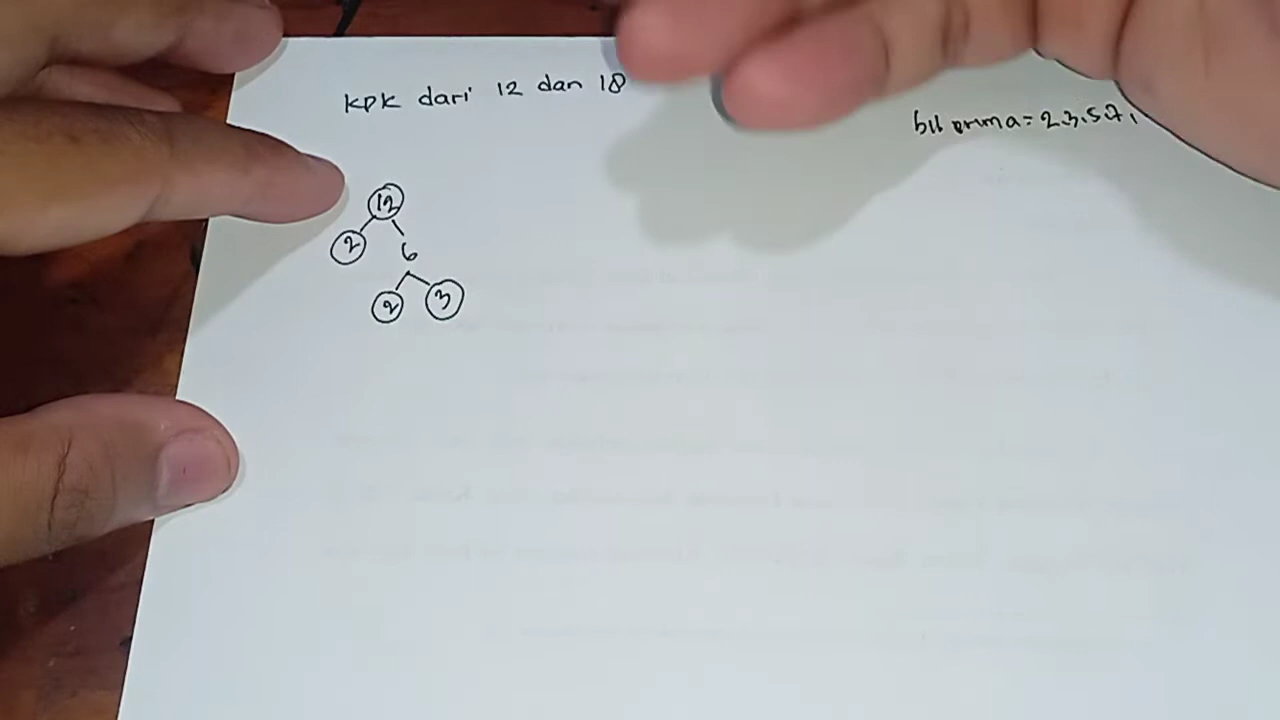 KPK dari 12 dan 18
bil prima = 2,3,5,7,
12
2
6
2 3